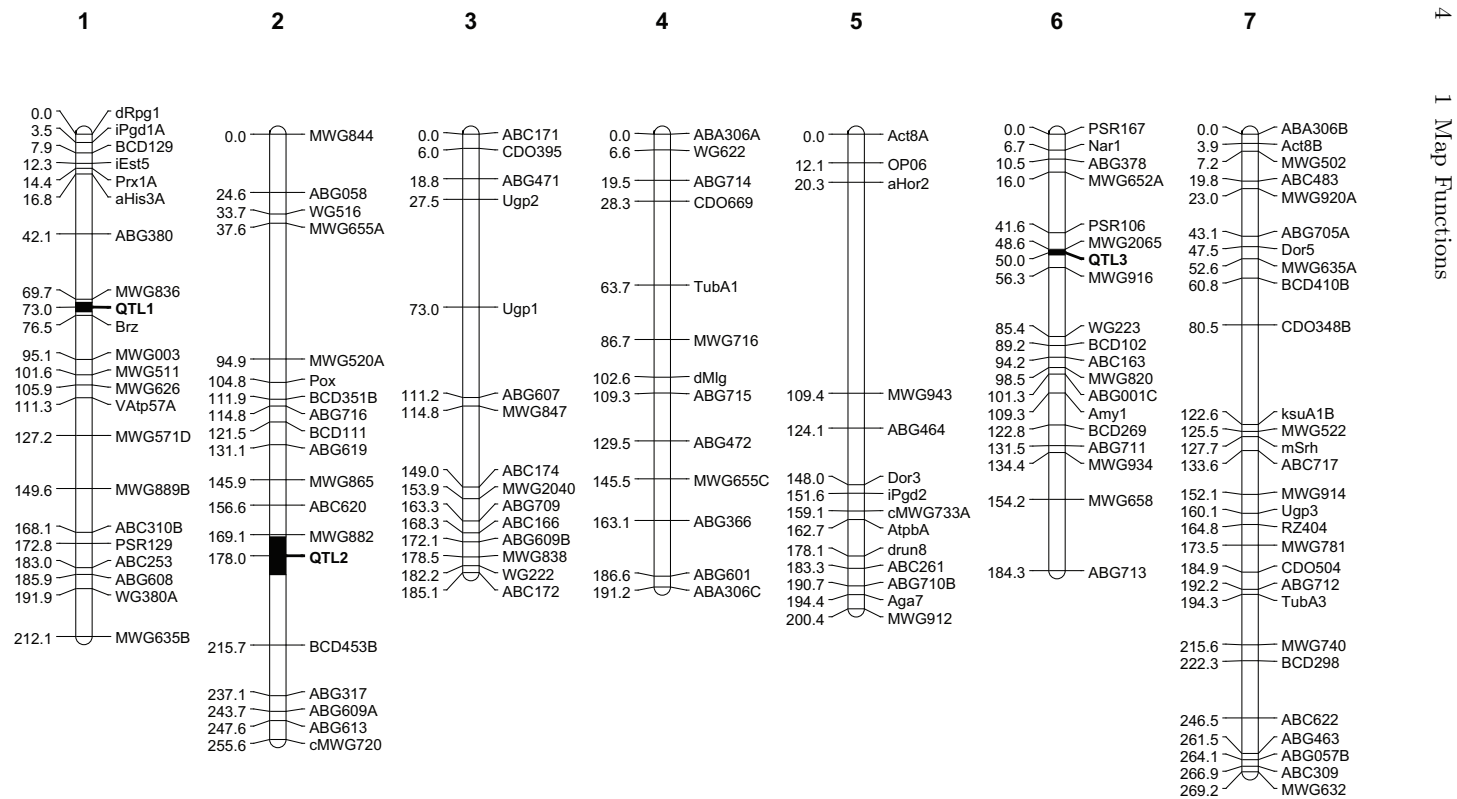 4 1 Map Functions
1
0.0 dRpg1
3.5 iPgd1A
7.9 BCD129
12.3 iEst5
14.4 Prx1A
16.8 aHis3A
42.1 ABG380
69.7 MWG836
73.0 QTL1
76.5 Brz
95.1 MWG003
101.6 MWG511
105.9 MWG626
111.3 VAtp57A
127.2 MWG571D
149.6 MWG889B
168.1 ABC310B
172.8 PSR129
183.0 ABC253
185.9 ABG608
191.9 WG380A
212.1 MWG635B
2
0.0 MWG844
24.6 ABG058
33.7 WG516
37.6 MWG655A
94.9 MWG520A
104.8 Pox
111.9 BCD351B
114.8 ABG716
121.5 BCD111
131.1 ABG619
145.9 MWG865
156.6 ABC620
169.1 MWG882
178.0 QTL2
215.7 BCD453B
237.1 ABG317
243.7 ABG609A
247.6 ABG613
255.6 cMWG720
3
0.0 ABC171
6.0 CDO395
18.8 ABG471
27.5 Ugp2
73.0 Ugp1
111.2 ABG607
114.8 MWG847
149.0 ABC174
153.9 MWG2040
163.3 ABG709
168.3 ABC166
172.1 ABG609B
178.5 MWG838
182.2 WG222
185.1 ABC172
4
0.0 ABA306A
6.6 WG622
19.5 ABG714
28.3 CDO669
63.7 TubA1
86.7 MWG716
102.6 dMlg
109.3 ABG715
129.5 ABG472
145.5 MWG655C
163.1 ABG366
186.6 ABG601
191.2 ABA306C
5
0.0 Act8A
12.1 OP06
20.3 aHor2
109.4 MWG943
124.1 ABG464
148.0 Dor3
151.6 iPgd2
159.1 cMWG733A
162.7 AtpbA
178.1 drun8
183.3 ABC261
190.7 ABG710B
194.4 Aga7
200.4 MWG912
6
0.0 PSR167
6.7 Nar1
10.5 ABG378
16.0 MWG652A
41.6 PSR106
48.6 MWG2065
50.0 QTL3
56.3 MWG916
85.4 WG223
89.2 BCD102
94.2 ABC163
98.5 MWG820
101.3 ABG001C
109.3 Amy1
122.8 BCD269
131.5 ABG711
134.4 MWG934
154.2 MWG658
184.3 ABG713
7
0.0 ABA306B
3.9 Act8B
7.2 MWG502
19.8 ABC483
23.0 MWG920A
43.1 ABG705A
47.5 Dor5
52.6 MWG635A
60.8 BCD410B
80.5 CDO348B
122.6 ksuA1B
125.5 MWG522
127.7 mSrh
133.6 ABC717
152.1 MWG914
160.1 Ugp3
164.8 RZ404
173.5 MWG781
184.9 CDO504
192.2 ABG712
194.3 TubA3
215.6 MWG740
222.3 BCD298
246.5 ABC622
261.5 ABG463
264.1 ABG057B
266.9 ABC309
269.2 MWG632